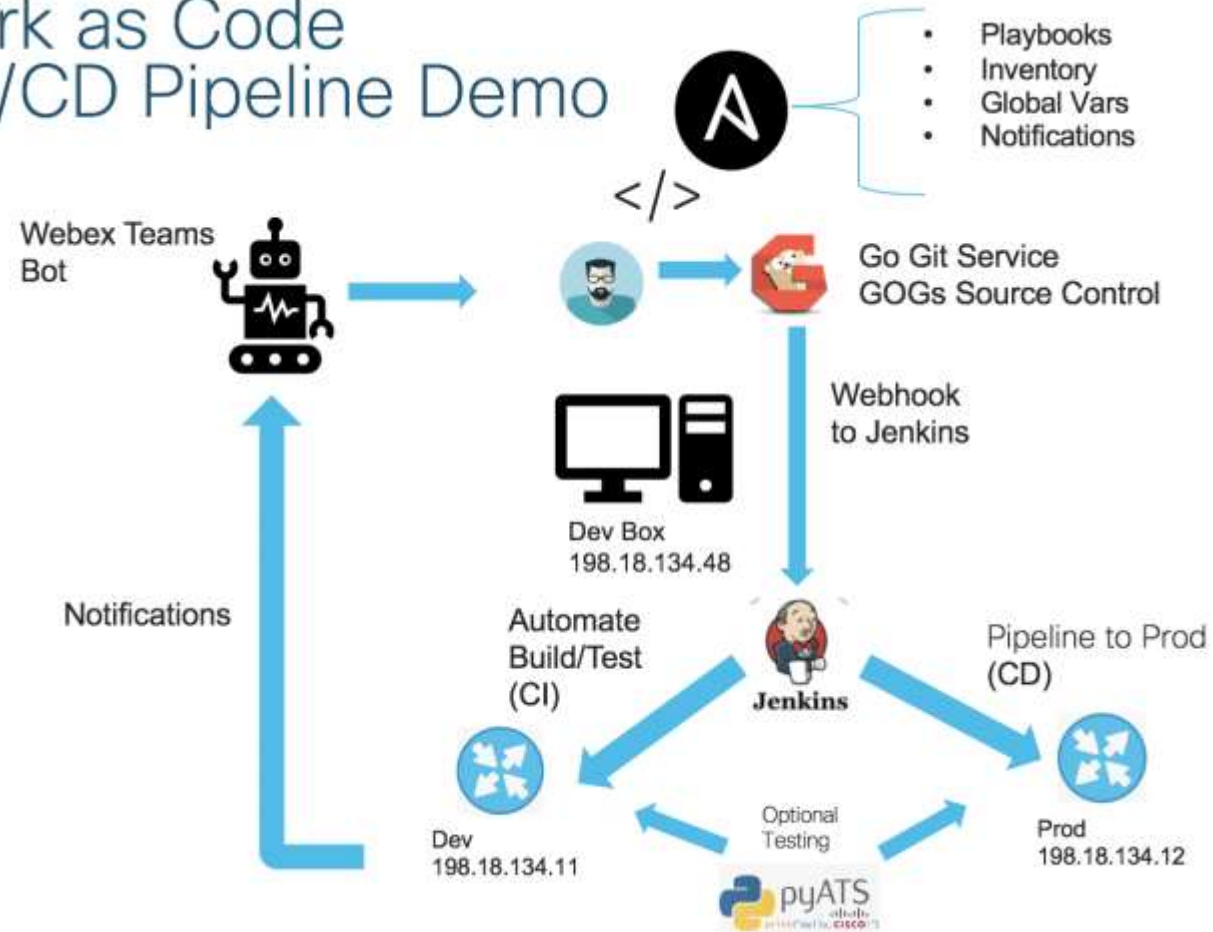 rk as Code
/CD Pipeline Demo
• Playbooks
• Inventory
• Global Vars
• Notifications
</>
Webex Teams
Bot
Go Git Service
GOGs Source Control
Webhook
to Jenkins
Dev Box
198.18.134.48
Notifications
Automate
Build/Test
(CI)
Jenkins
Pipeline to Prod
(CD)
Optional
Testing
Dev
198.18.134.11
Prod
198.18.134.12
pyATS
CISCO